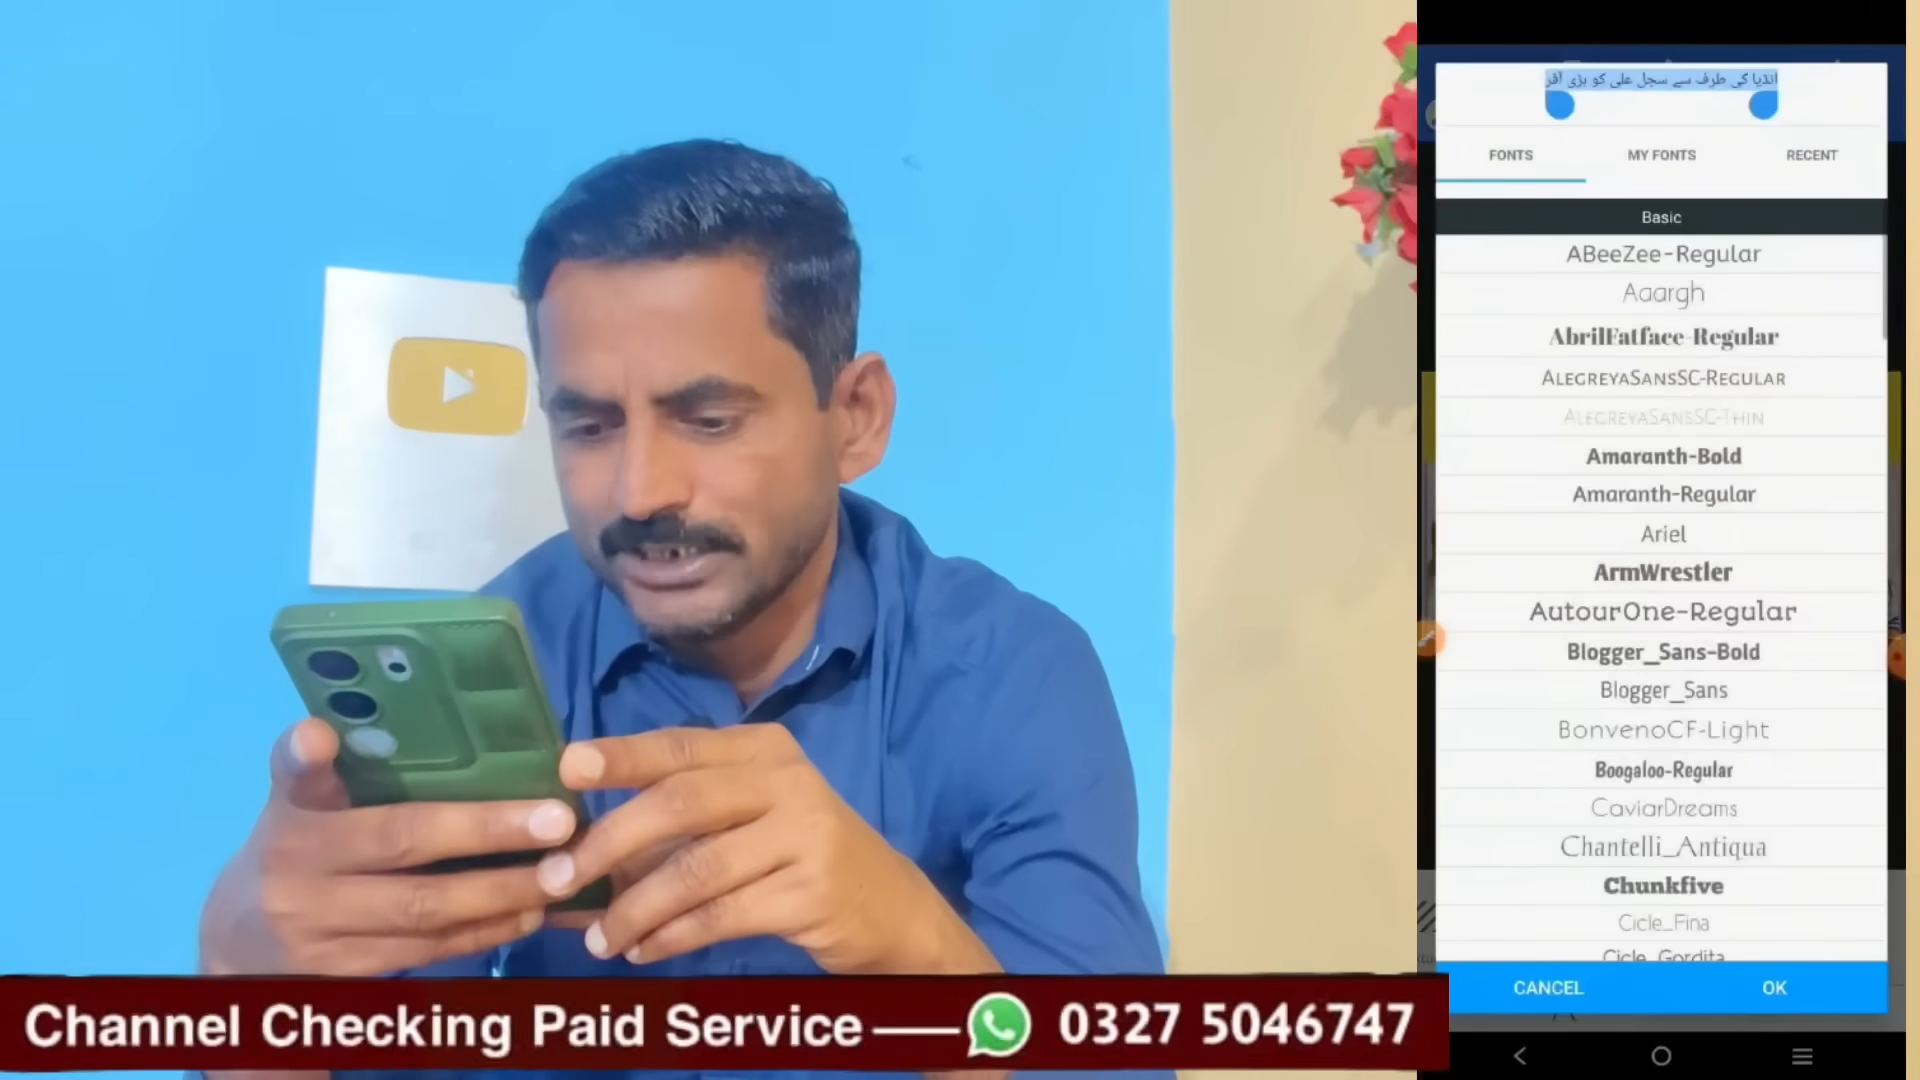 انڈیا کی طرف سے سجل علی کو بڑی آفر
FONTS
MY FONTS
RECENT
Basic
ABeeZee-Regular
Aaargh
AbrilFatface-Regular
AlegreyaSansSC-Regular
AlegreyaSansSC-Thin
Amaranth-Bold
Amaranth-Regular
Ariel
ArmWrestler
AutourOne-Regular
Blogger_Sans-Bold
Blogger_Sans
BonvenoCF-Light
Boogaloo-Regular
CaviarDreams
Chantelli_Antiqua
Chunkfive
Cicle_Fina
Cicle_Gordita
CANCEL
OK
Channel Checking Paid Service — 0327 5046747